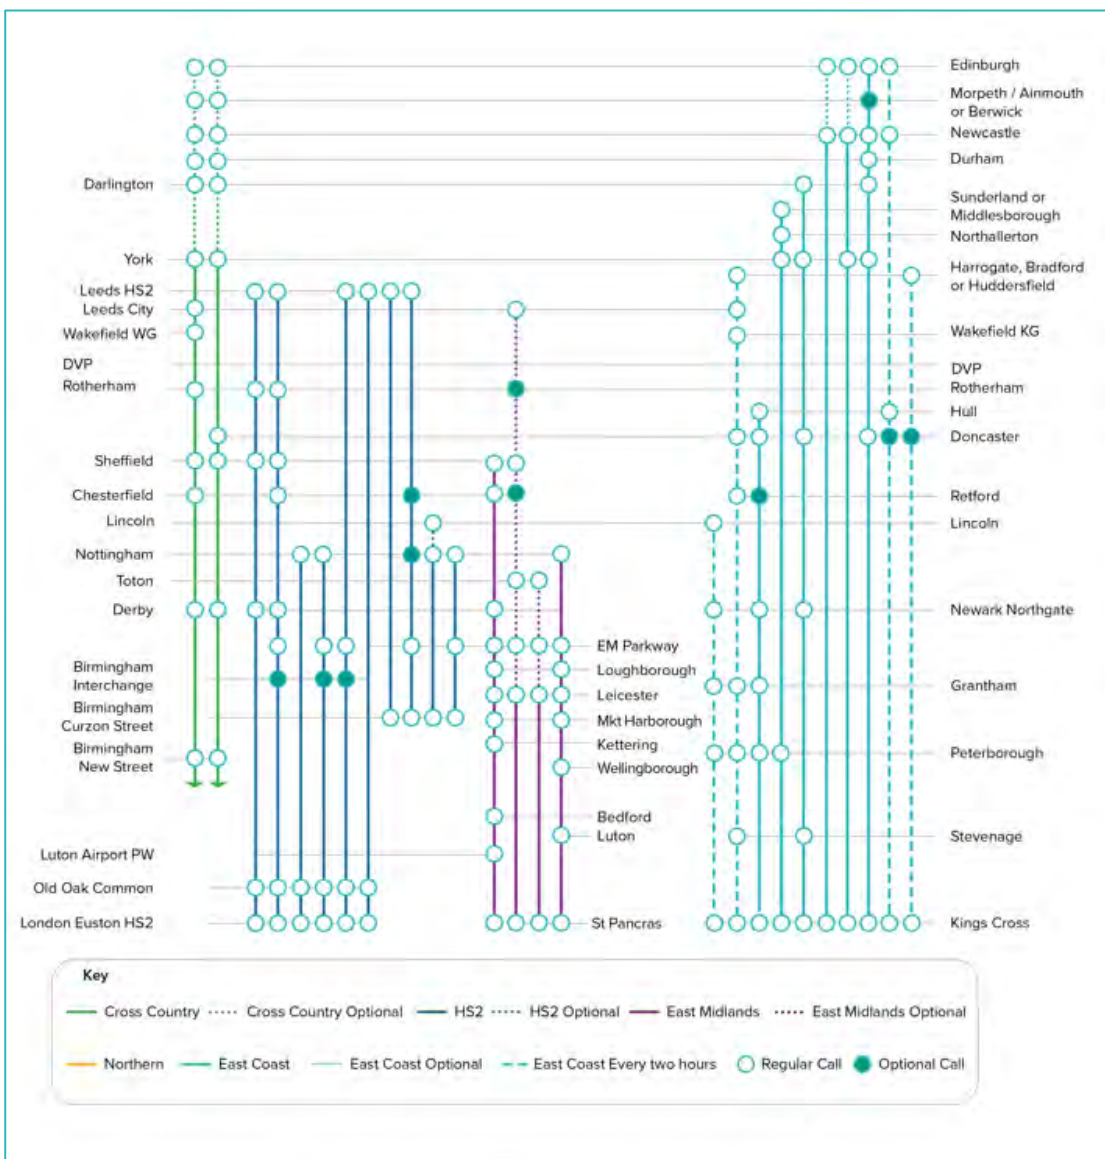 Edinburgh
Morpeth / Ainmouth
or Berwick
Newcastle
Durham
Darlington
Sunderland or
Middlesborough
Northallerton
York
Harrogate, Bradford
or Huddersfield
Leeds HS2
Leeds City
Wakefield WG
Wakefield KG
DVP
DVP
Rotherham
Rotherham
Hull
Doncaster
Sheffield
Chesterfield
Retford
Lincoln
Lincoln
Nottingham
Toton
Derby
Newark Northgate
EM Parkway
Birmingham
Interchange
Loughborough
Grantham
Leicester
Birmingham
Curzon Street
Mkt Harborough
Kettering
Birmingham
New Street
Peterborough
Wellingborough
Bedford
Luton
Stevenage
Luton Airport PW
Old Oak Common
London Euston HS2
St Pancras
Kings Cross
Key
Cross Country
Cross Country Optional
HS2
HS2 Optional
East Midlands
East Midlands Optional
Northern
East Coast
East Coast Optional
East Coast Every two hours
Regular Call
Optional Call